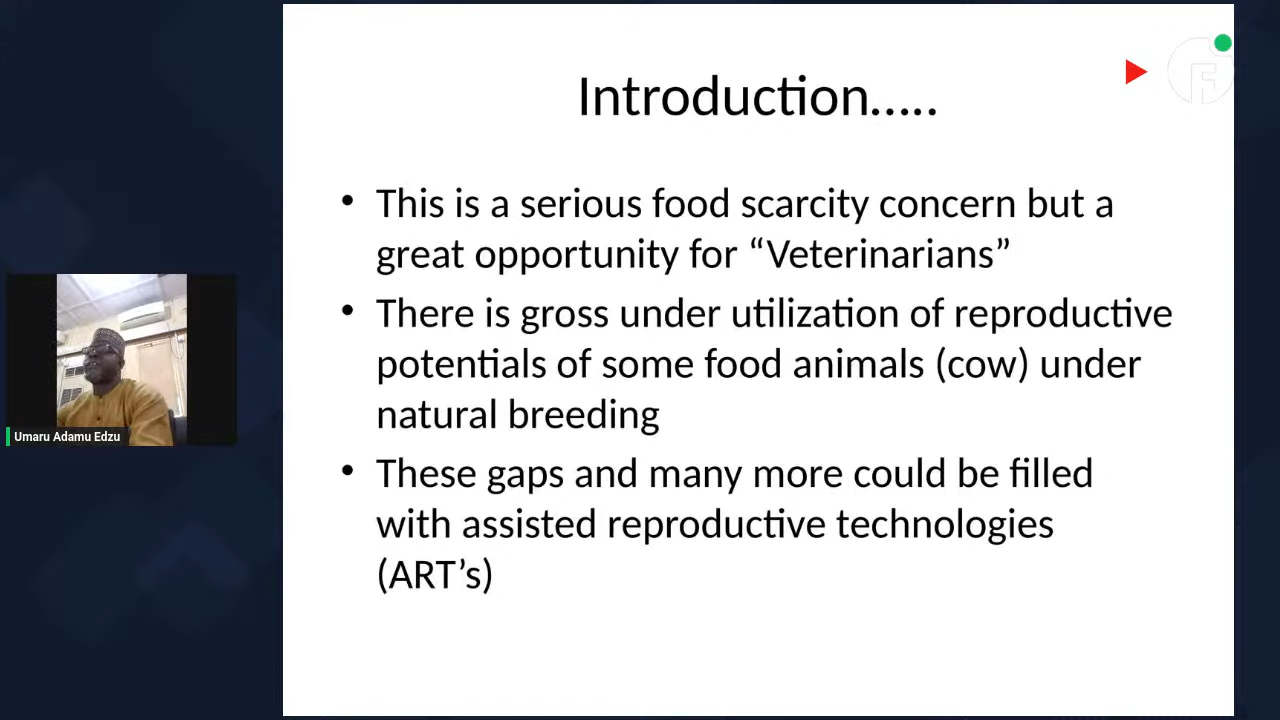 Introduction…..
• This is a serious food scarcity concern but a
great opportunity for “Veterinarians”
• There is gross under utilization of reproductive
potentials of some food animals (cow) under
natural breeding
• These gaps and many more could be filled
with assisted reproductive technologies
(ART’s)
Umaru Adamu Edzu